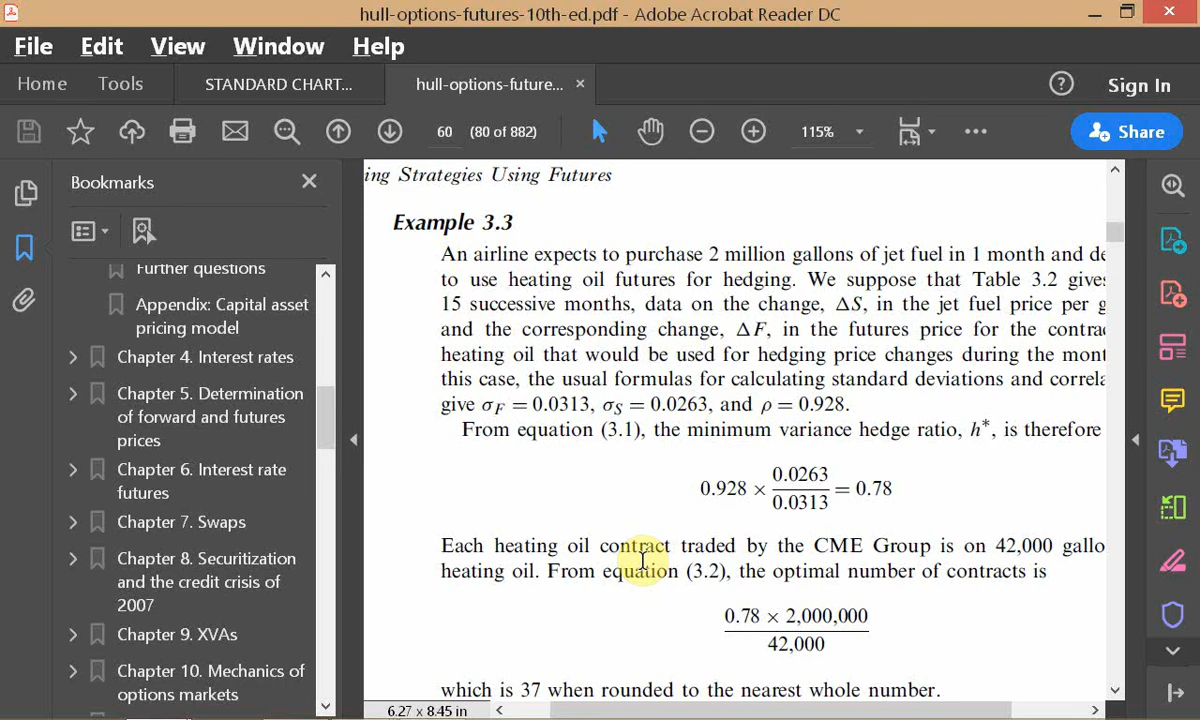 hull-options-futures-10th-ed.pdf - Adobe Acrobat Reader DC
File Edit View Window Help
Home Tools STANDARD CHART... hull-options-future... × Sign In
60 (80 of 882) 115% Share
Bookmarks
Further questions
Appendix: Capital asset
pricing model
Chapter 4. Interest rates
Chapter 5. Determination
of forward and futures
prices
Chapter 6. Interest rate
futures
Chapter 7. Swaps
Chapter 8. Securitization
and the credit crisis of
2007
Chapter 9. XVAs
Chapter 10. Mechanics of
options markets
ing Strategies Using Futures
Example 3.3
An airline expects to purchase 2 million gallons of jet fuel in 1 month and de
to use heating oil futures for hedging. We suppose that Table 3.2 gives
15 successive months, data on the change, ΔS, in the jet fuel price per g
and the corresponding change, ΔF, in the futures price for the contra
heating oil that would be used for hedging price changes during the mont
this case, the usual formulas for calculating standard deviations and correla
give σF = 0.0313, σS = 0.0263, and ρ = 0.928.
From equation (3.1), the minimum variance hedge ratio, h*, is therefore
0.928 × 0.0263 / 0.0313 = 0.78
Each heating oil contract traded by the CME Group is on 42,000 gallo
heating oil. From equation (3.2), the optimal number of contracts is
0.78 × 2,000,000
42,000
which is 37 when rounded to the nearest whole number.
6.27 x 8.45 in